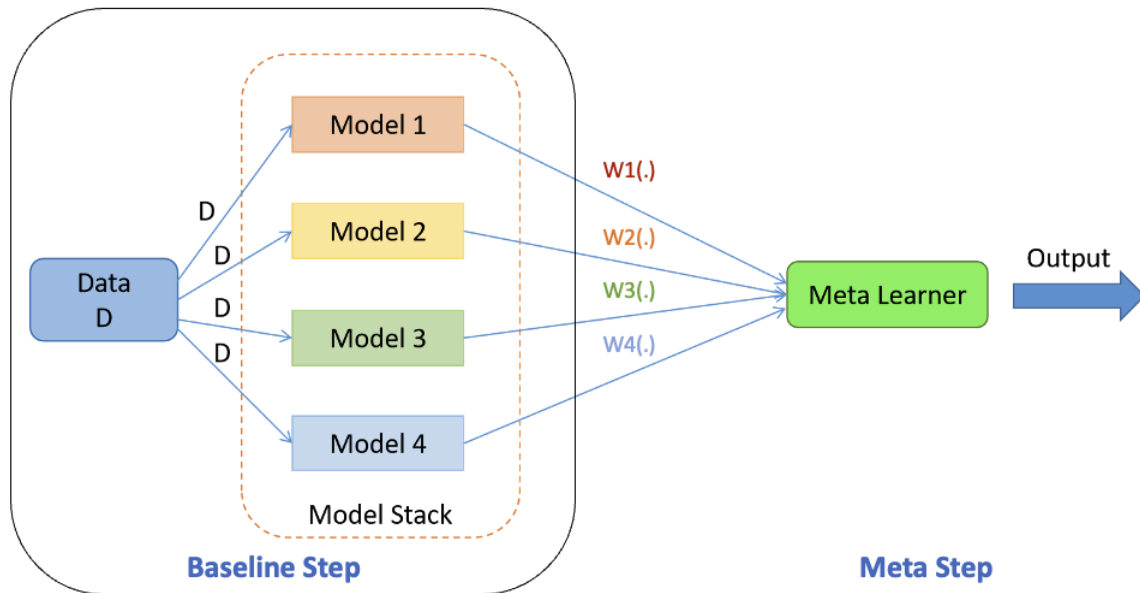 Model 1
W1(.)
D
Model 2
W2(.)
D
Output
Data
D
Meta Learner
W3(.)
D
Model 3
W4(.)
D
Model 4
Model Stack
Baseline Step
Meta Step